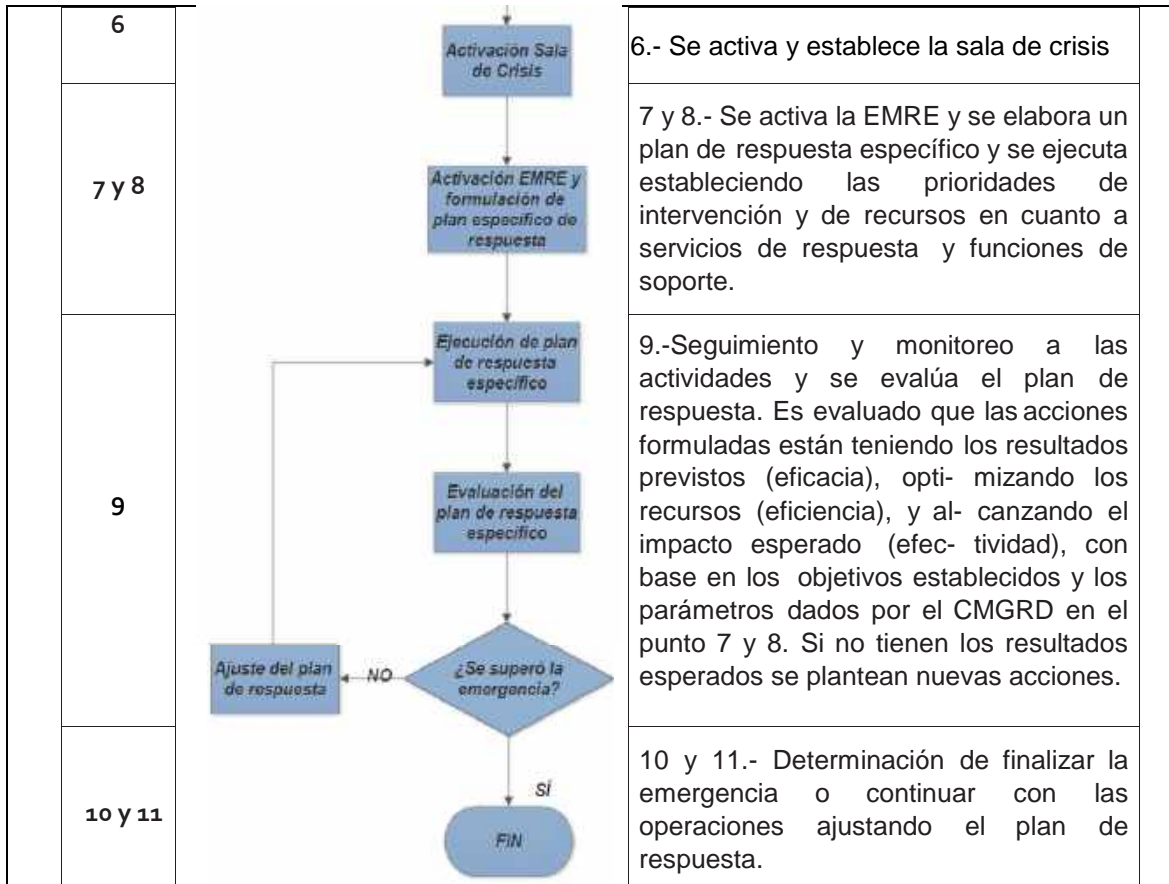 6
Activación Sala
de Crisis
6.- Se activa y establece la sala de crisis
7 y 8
Activación EMRE y
formulación de
plan específico de
respuesta
7 y 8.- Se activa la EMRE y se elabora un
plan de respuesta específico y se ejecuta
estableciendo las prioridades de
intervención y de recursos en cuanto a
servicios de respuesta y funciones de
soporte.
9
Ejecución de plan
de respuesta
específico
Evaluación del
plan de respuesta
específico
¿Se superó la
emergencia?
NO
Ajuste del plan
de respuesta
9.-Seguimiento y monitoreo a las
actividades y se evalúa el plan de
respuesta. Es evaluado que las acciones
formuladas están teniendo los resultados
previstos (eficacia), opti- mizando los
recursos (eficiencia), y al- canzando el
impacto esperado (efec- tividad), con
base en los objetivos establecidos y los
parámetros dados por el CMGRD en el
punto 7 y 8. Si no tienen los resultados
esperados se plantean nuevas acciones.
10 y 11
SÍ
FIN
10 y 11.- Determinación de finalizar la
emergencia o continuar con las
operaciones ajustando el plan de
respuesta.